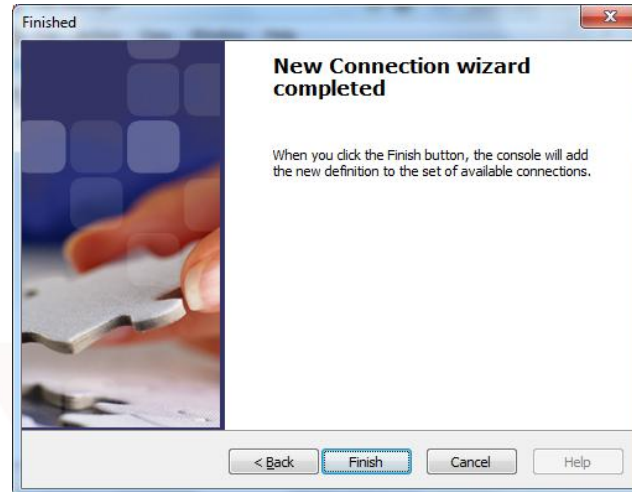 Finished
New Connection wizard
completed
When you click the Finish button, the console will add
the new definition to the set of available connections.
< Back
Finish
Cancel
Help